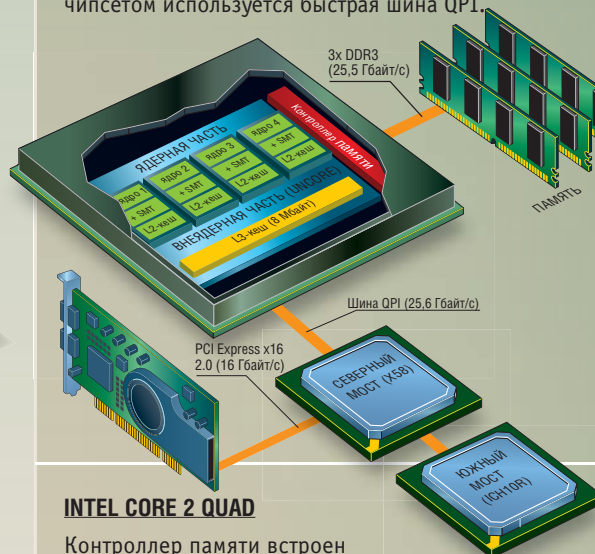 чипсетом используется быстрая шина QPI.
3x DDR3
(25,5 Гбайт/с)
Контроллер памяти
ЯДЕРНАЯ ЧАСТЬ
ядро 1
+ SMT
L2-кеш
ядро 2
+ SMT
L2-кеш
ядро 3
+ SMT
L2-кеш
ядро 4
+ SMT
L2-кеш
ВНЕЯДЕРНАЯ ЧАСТЬ (UNCORE)
L3-кеш (8 Мбайт)
ПАМЯТЬ
Шина QPI (25,6 Гбайт/с)
PCI Express x16
2.0 (16 Гбайт/с)
СЕВЕРНЫЙ
МОСТ (X58)
ЮЖНЫЙ
МОСТ
(ICH10R)
INTEL CORE 2 QUAD
Контроллер памяти встроен